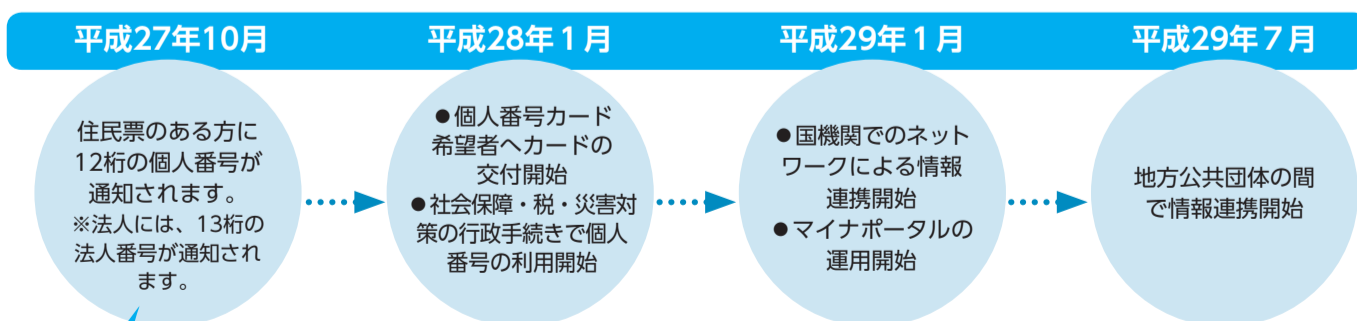 平成27年10月
住民票のある方に
12桁の個人番号が
通知されます。
※法人には、13桁の
法人番号が通知され
ます。
平成28年１月
●個人番号カード
希望者へカードの
交付開始
●社会保障・税・災害対
策の行政手続きで個人
番号の利用開始
平成29年１月
●国機関でのネット
ワークによる情報
連携開始
●マイナポータルの
運用開始
平成29年７月
地方公共団体の間
で情報連携開始